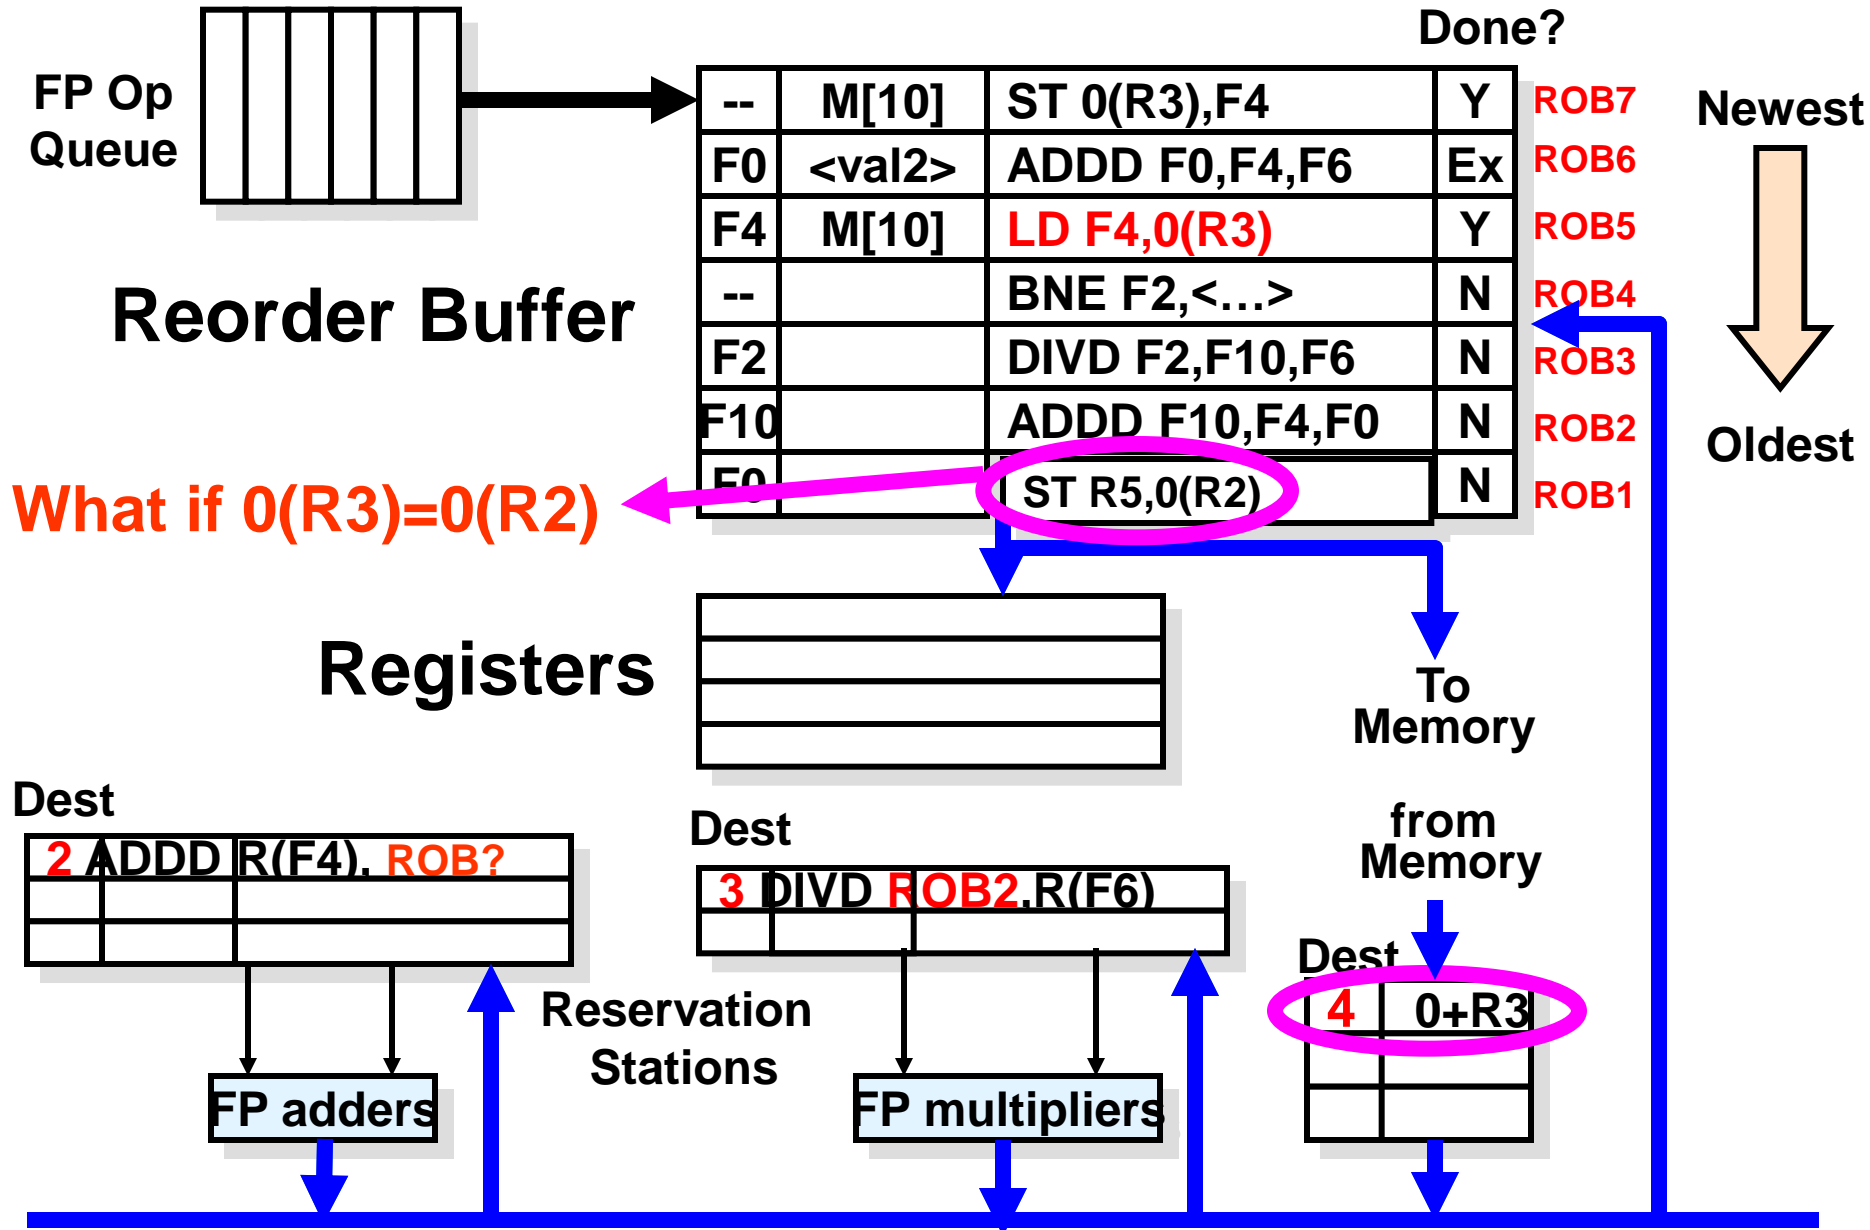 Done?
FP Op
Queue
-- M[10] ST 0(R3),F4 Y ROB7
F0 <val2> ADDD F0,F4,F6 Ex ROB6
F4 M[10] LD F4,0(R3) Y ROB5
-- BNE F2,<…> N ROB4
F2 DIVD F2,F10,F6 N ROB3
F10 ADDD F10,F4,F0 N ROB2
F0 ST R5,0(R2) N ROB1
Newest
Oldest
Reorder Buffer
What if 0(R3)=0(R2)
Registers
To
Memory
Dest
2 ADDD R(F4), ROB?
Dest
3 DIVD ROB2,R(F6)
from
Memory
Dest
4 0+R3
Reservation
Stations
FP adders
FP multipliers